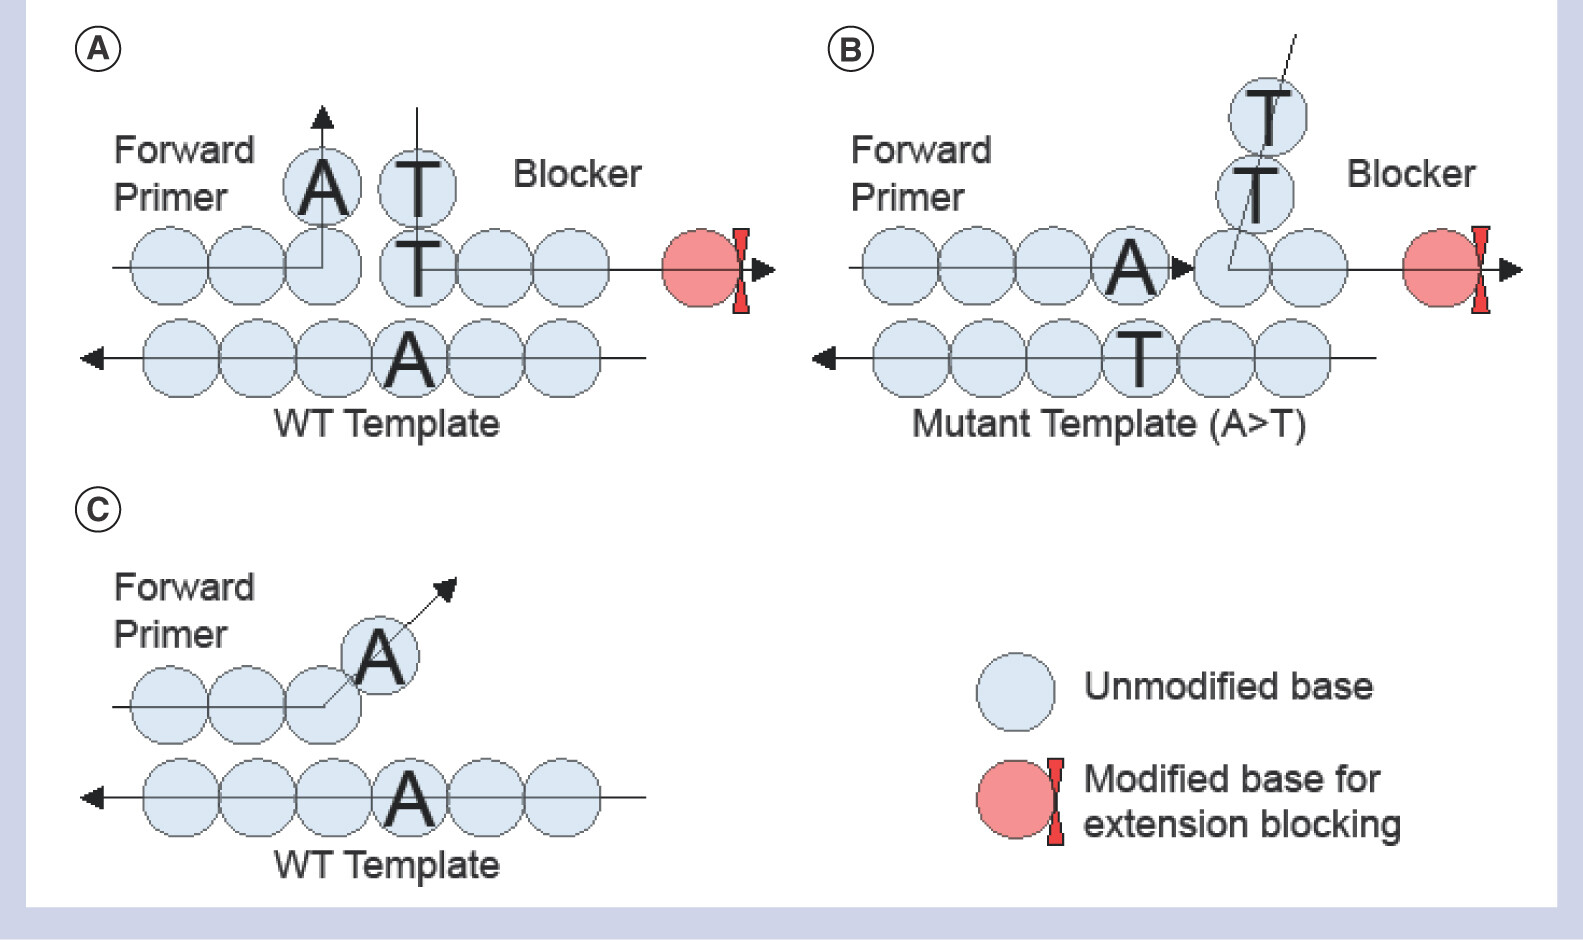 A
Forward
Primer
A
T
Blocker
T
A
WT Template
B
Forward
Primer
T
T
Blocker
A
T
Mutant Template (A>T)
C
Forward
Primer
A
A
WT Template
Unmodified base
Modified base for
extension blocking